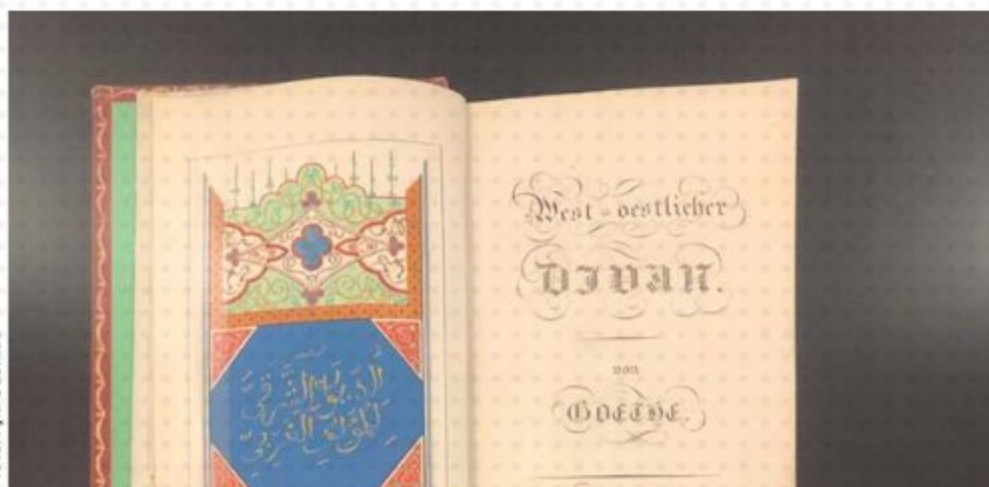 الديوان الشرقي
للمؤلف الغربي
West-oestlicher
DIVAN.
von
GOETHE.